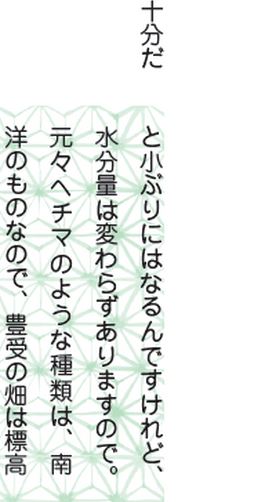 十分だ
と小ぶりにはなるんですけれど、
水分量は変わらずありますので。
元々ヘチマのような種類は、南
洋のものなので、豊受の畑は標高